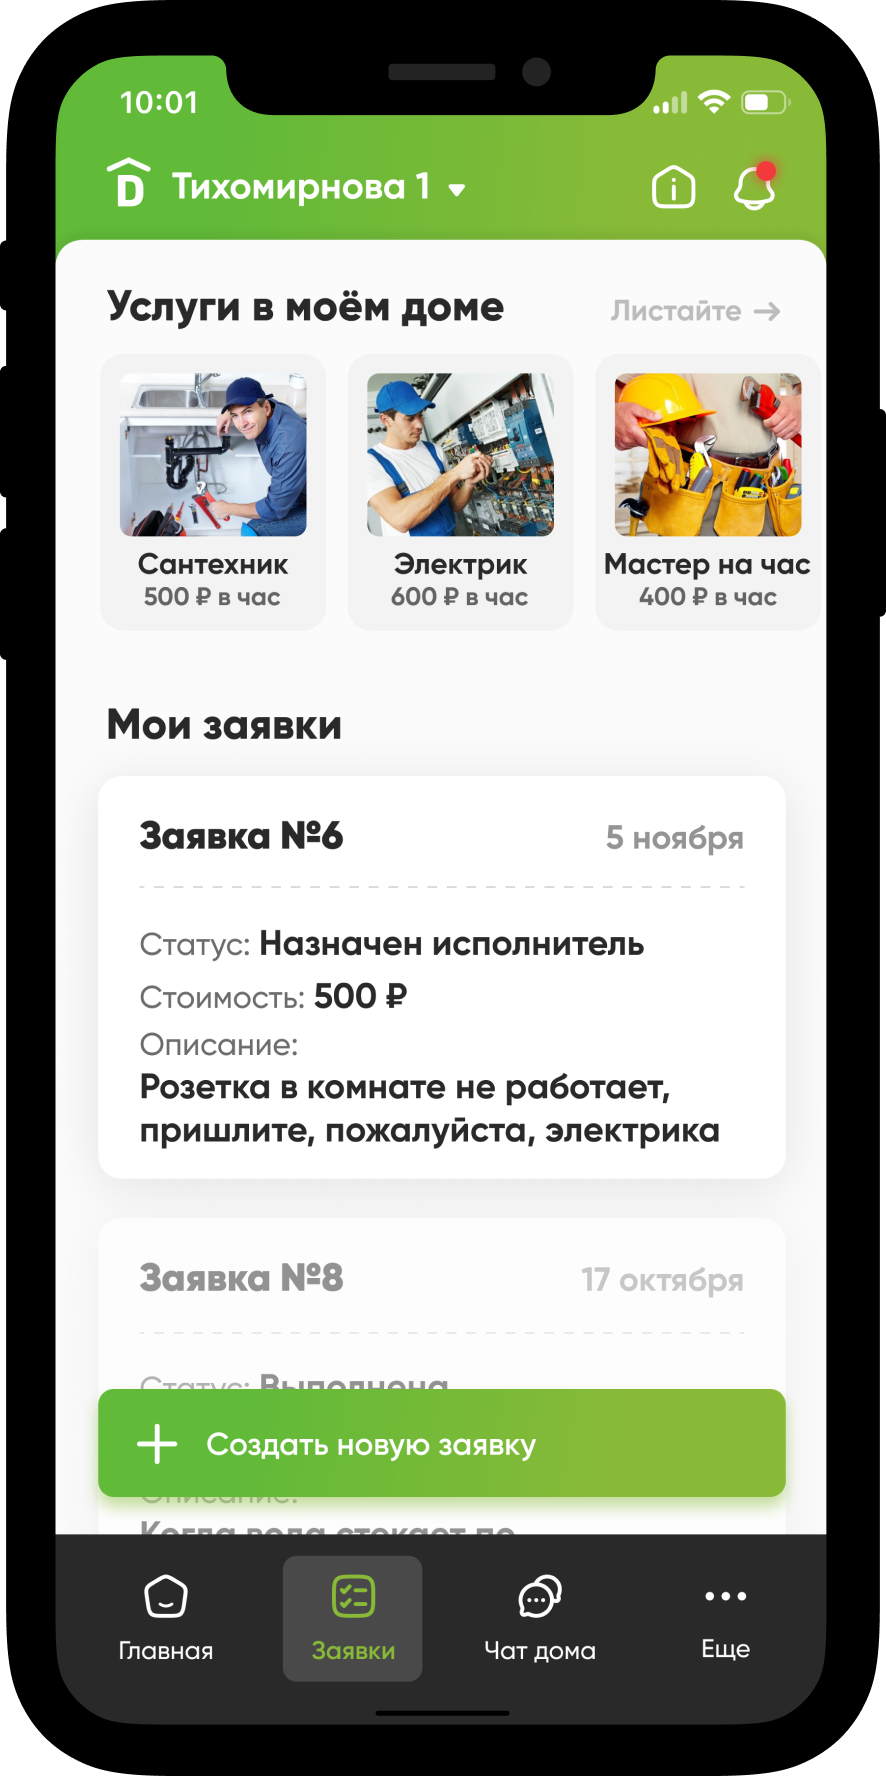 10:01
Тихомирнова 1
Услуги в моём доме
Листайте →
Сантехник
500 ₽ в час
Электрик
600 ₽ в час
Мастер на час
400 ₽ в час
Мои заявки
Заявка №6
5 ноября
Статус: Назначен исполнитель
Стоимость: 500 ₽
Описание:
Розетка в комнате не работает,
пришлите, пожалуйста, электрика
Заявка №8
17 октября
Статус: Выполнена
Создать новую заявку
Описание:
Когда вода стекает по
Главная
Заявки
Чат дома
Еще